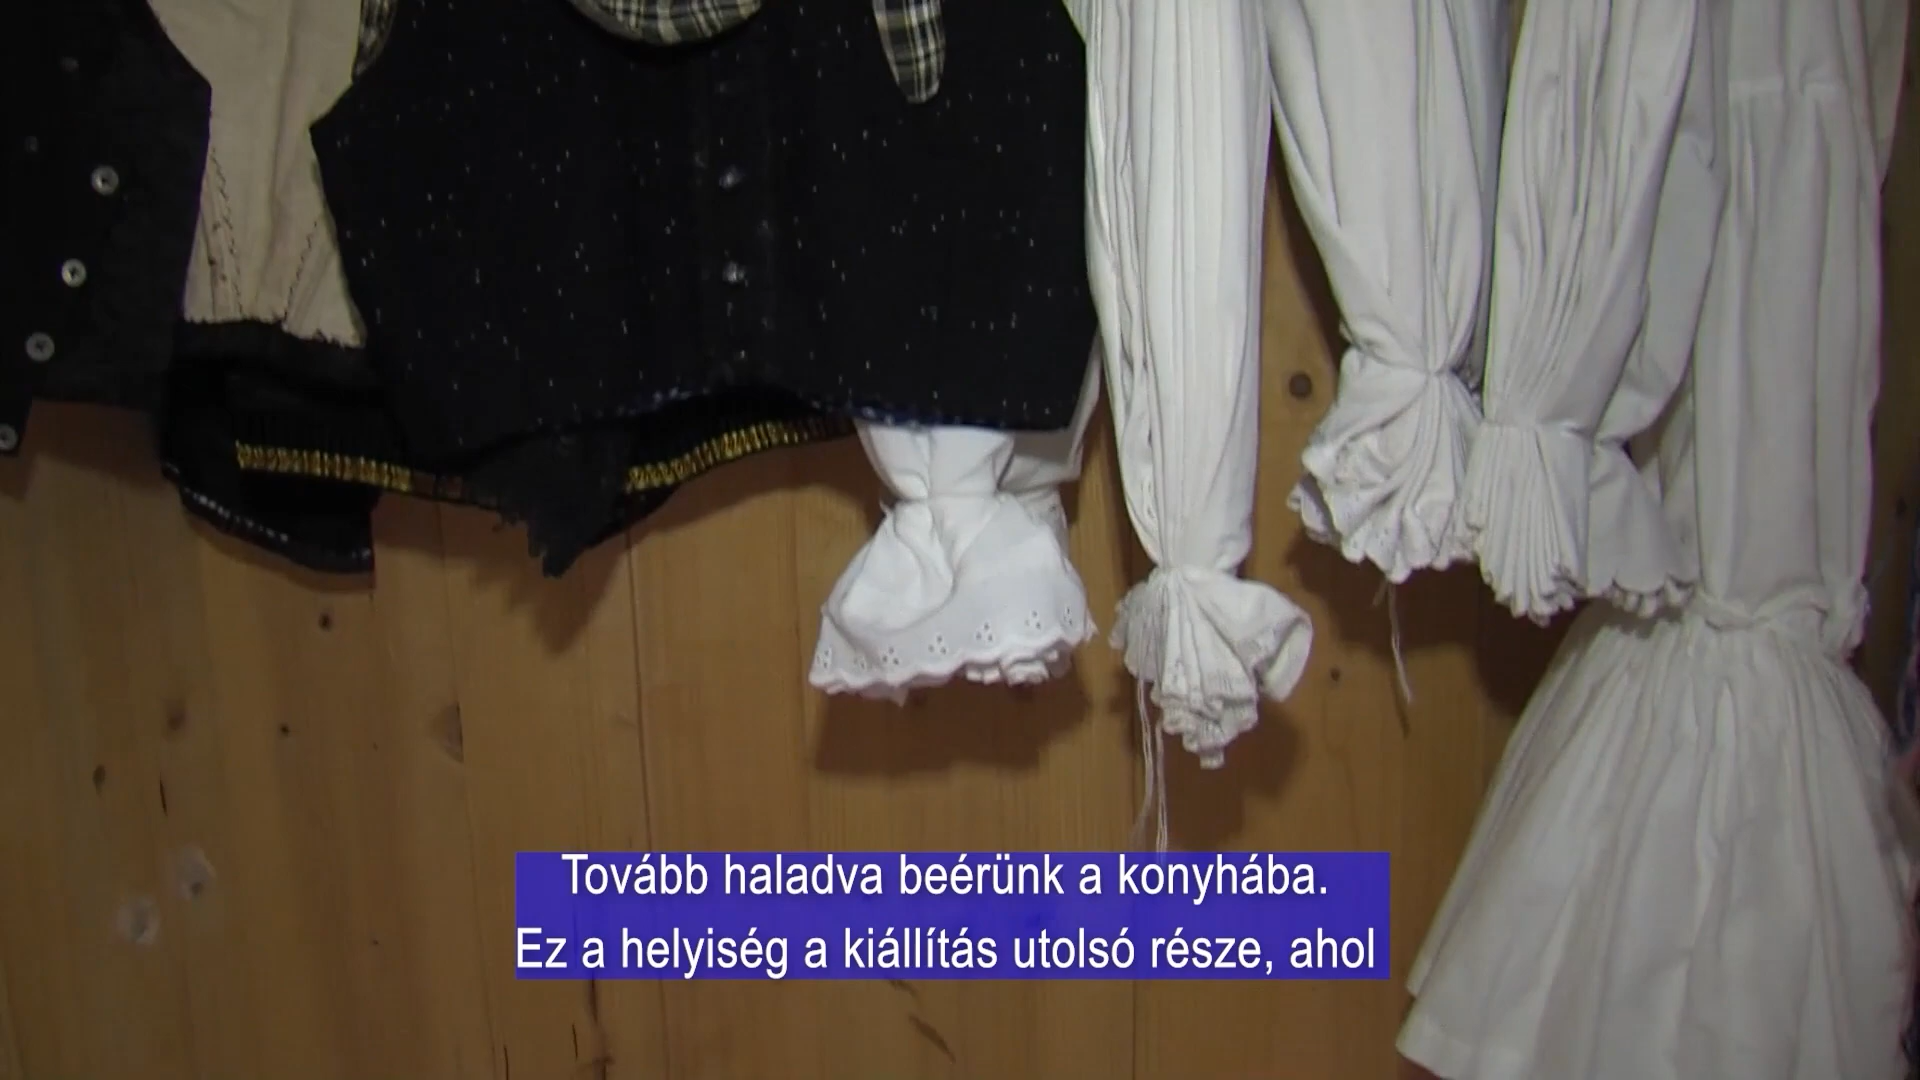 Tovább haladva beérünk a konyhába.
Ez a helyiség a kiállítás utolsó része, ahol